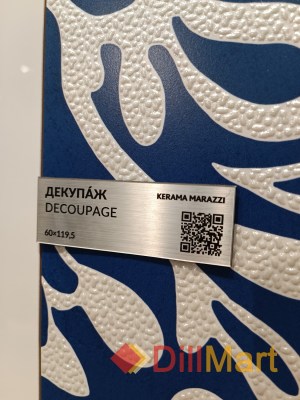 ДЕКУПА́Ж
DECOUPAGE
60×119,5
KERAMA MARAZZI
DillMart